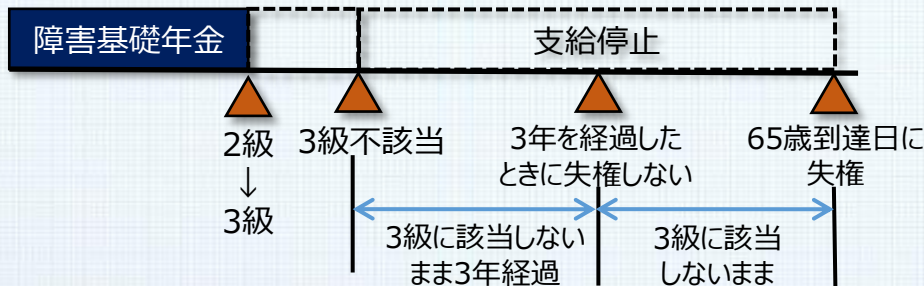 障害基礎年金
支給停止
2級
↓
3級
3級不該当
3年を経過した
ときに失権しない
65歳到達日に
失権
3級に該当しない
まま3年経過
3級に該当
しないまま